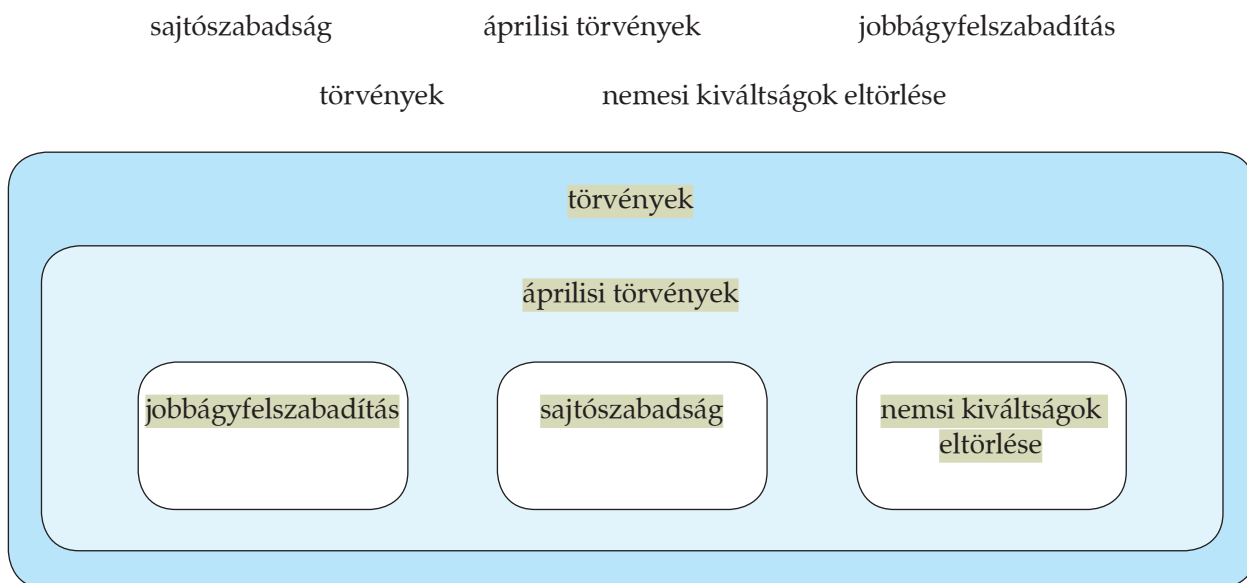 sajtószabadság áprilisi törvények jobbágyfelszabadítás
törvények nemesi kiváltságok eltörlése
törvények
áprilisi törvények
jobbágyfelszabadítás sajtószabadság nemsi kiváltságok
eltörlése